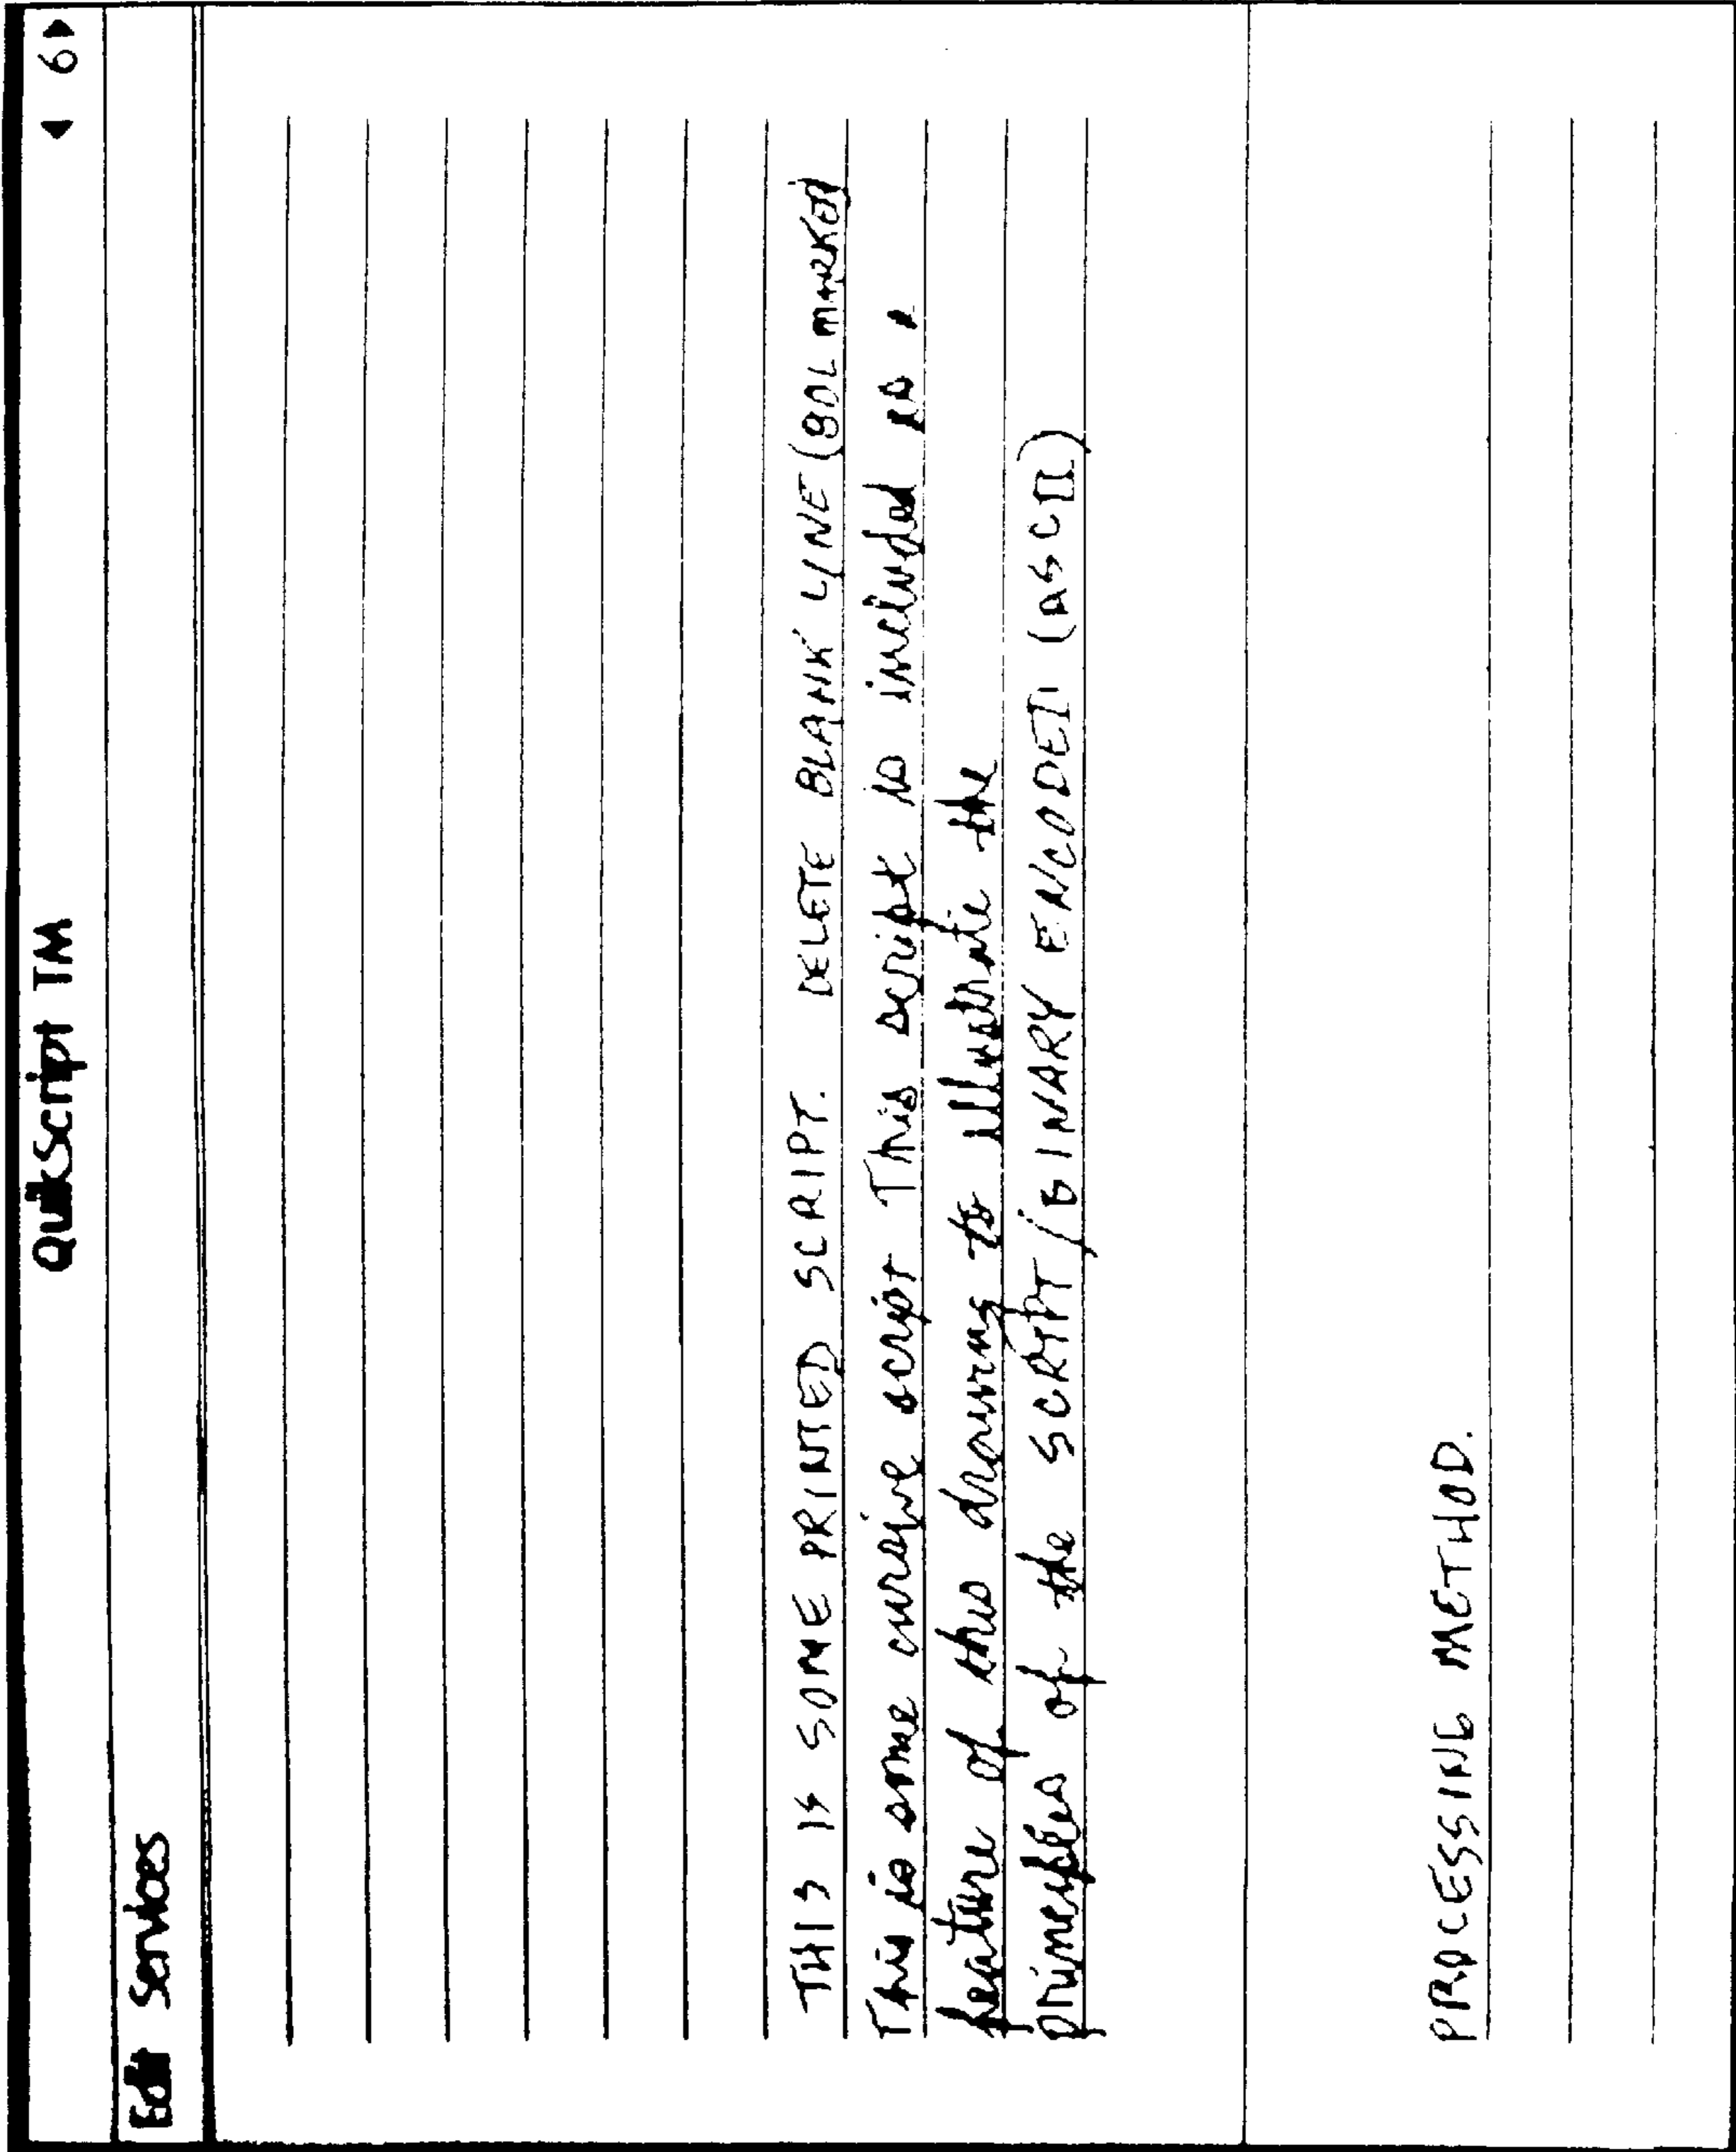 QuikScript TM ◀ 6 ▶
Edit Services
THIS IS SOME PRINTED SCRIPT. DELETE BLANK LINE (BOL marked
This is some cursive script This script is included as
feature of this drawing to illustrate the
principles of the SCRIPT/BINARY ENCODED (ASCII)
PROCESSING METHOD.